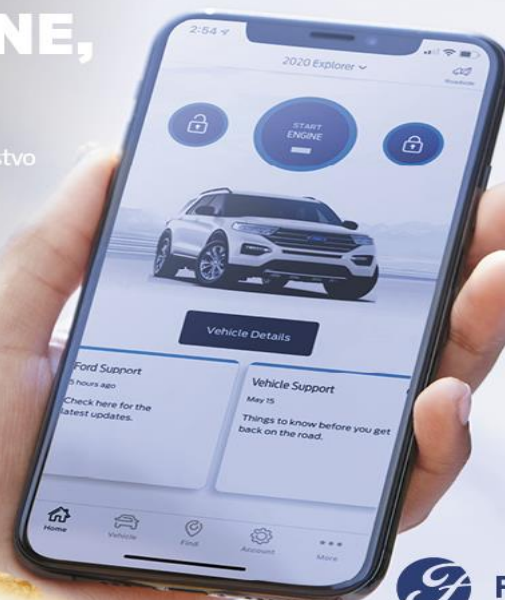 NE,
stvo
2:54
2020 Explorer
Roadside
START
ENGINE
Vehicle Details
Ford Support
5 hours ago
Check here for the
latest updates.
Vehicle Support
May 15
Things to know before you get
back on the road.
Home
Vehicle
Find
Account
More
F